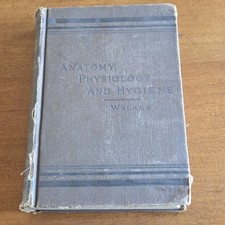 ANATOMY
PHYSIOLOGY
AND HYGIENE
WALKER